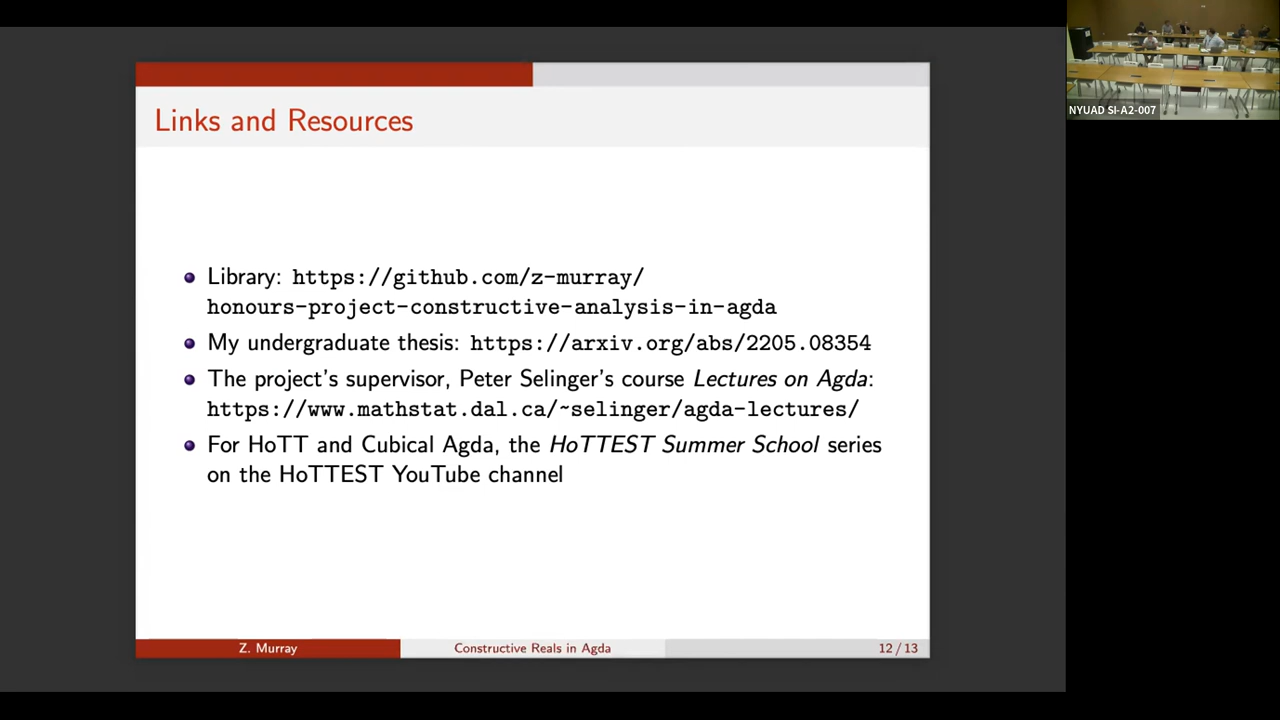 Links and Resources
Library: https://github.com/z-murray/
honours-project-constructive-analysis-in-agda
My undergraduate thesis: https://arxiv.org/abs/2205.08354
The project's supervisor, Peter Selinger's course Lectures on Agda:
https://www.mathstat.dal.ca/~selinger/agda-lectures/
For HoTT and Cubical Agda, the HoTTEST Summer School series
on the HoTTEST YouTube channel
Z. Murray
Constructive Reals in Agda
12 / 13
NYUAD SI-A2-007